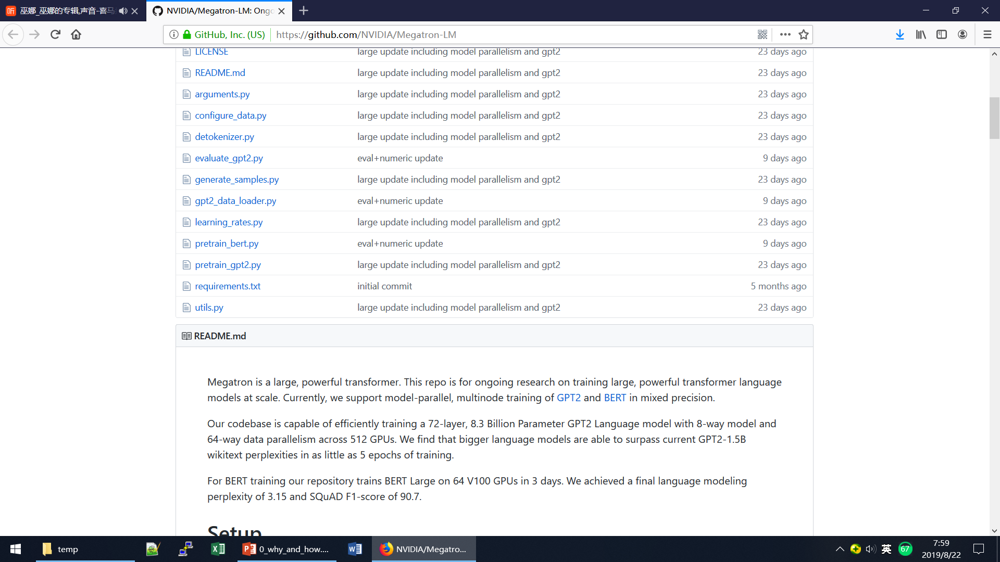 巫娜_巫娜的专辑,声音-喜马
NVIDIA/Megatron-LM: Ongo
GitHub, Inc. (US) https://github.com/NVIDIA/Megatron-LM
LICENSE large update including model parallelism and gpt2 23 days ago
README.md large update including model parallelism and gpt2 23 days ago
arguments.py large update including model parallelism and gpt2 23 days ago
configure_data.py large update including model parallelism and gpt2 23 days ago
detokenizer.py large update including model parallelism and gpt2 23 days ago
evaluate_gpt2.py eval+numeric update 9 days ago
generate_samples.py large update including model parallelism and gpt2 23 days ago
gpt2_data_loader.py eval+numeric update 9 days ago
learning_rates.py large update including model parallelism and gpt2 23 days ago
pretrain_bert.py eval+numeric update 9 days ago
pretrain_gpt2.py large update including model parallelism and gpt2 23 days ago
requirements.txt initial commit 5 months ago
utils.py large update including model parallelism and gpt2 23 days ago
README.md
Megatron is a large, powerful transformer. This repo is for ongoing research on training large, powerful transformer language
models at scale. Currently, we support model-parallel, multinode training of GPT2 and BERT in mixed precision.
Our codebase is capable of efficiently training a 72-layer, 8.3 Billion Parameter GPT2 Language model with 8-way model and
64-way data parallelism across 512 GPUs. We find that bigger language models are able to surpass current GPT2-1.5B
wikitext perplexities in as little as 5 epochs of training.
For BERT training our repository trains BERT Large on 64 V100 GPUs in 3 days. We achieved a final language modeling
perplexity of 3.15 and SQuAD F1-score of 90.7.
Setup
temp 0_why_and_how.... NVIDIA/Megatro... 英 67 7:59
2019/8/22